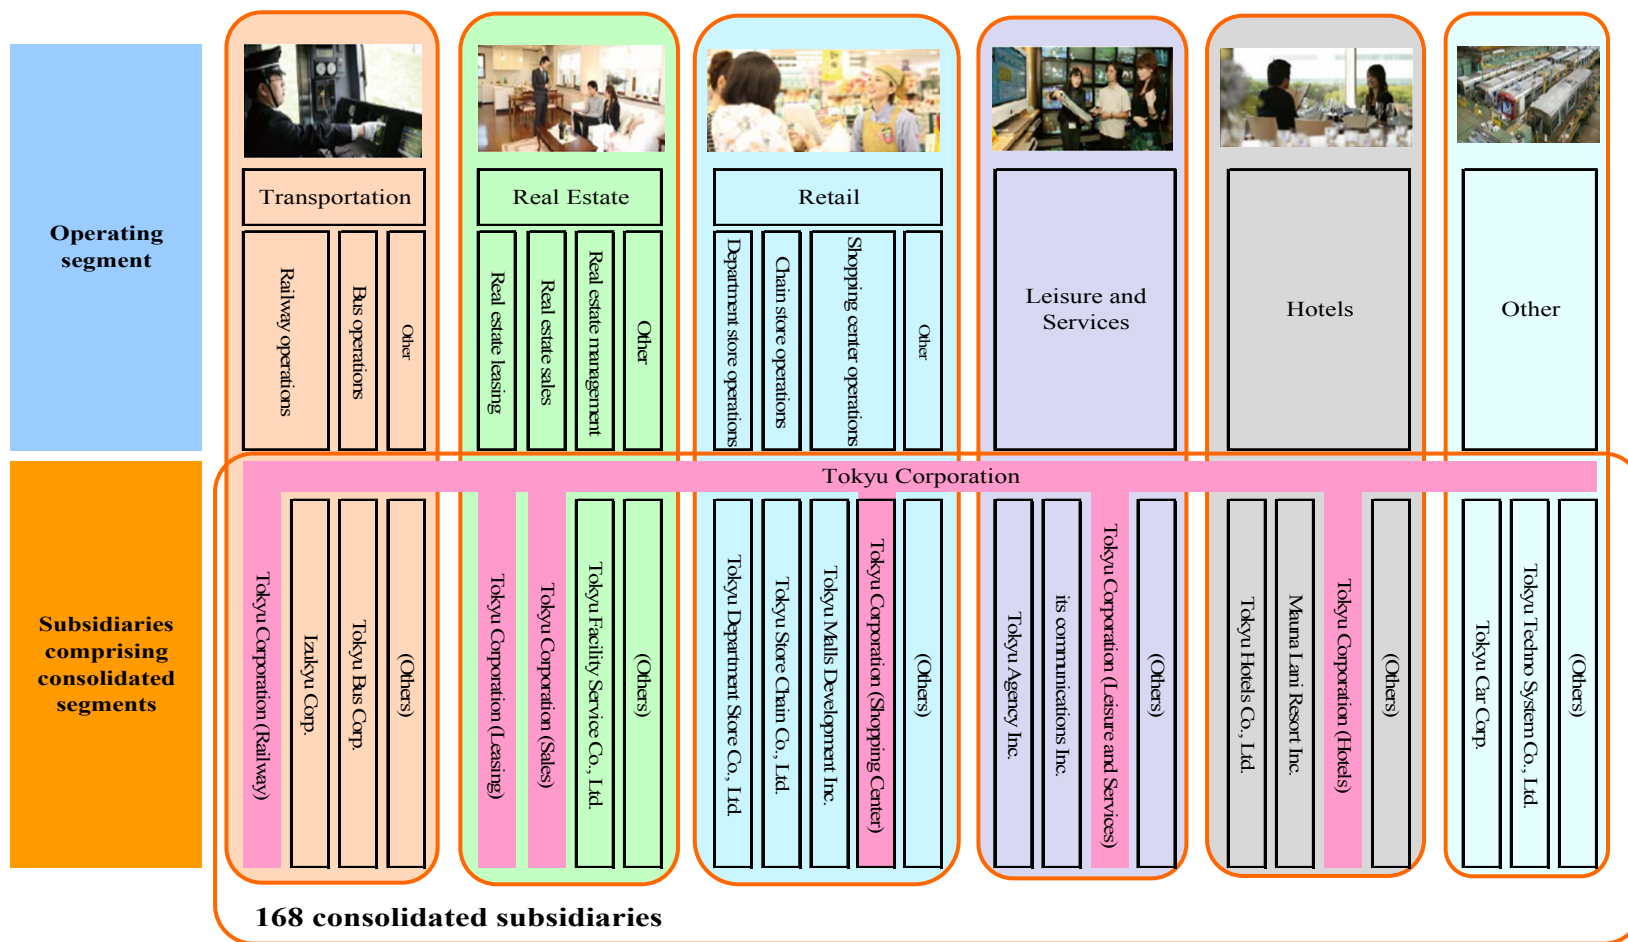 Operating
segment
Transportation
Railway operations
Bus operations
Other
Real Estate
Real estate leasing
Real estate sales
Real estate management
Other
Retail
Department store operations
Chain store operations
Shopping center operations
Other
Leisure and
Services
Hotels
Other
Subsidiaries
comprising
consolidated
segments
Tokyu Corporation
Tokyu Corporation (Railway)
Izukyu Corp.
Tokyu Bus Corp.
(Others)
Tokyu Corporation (Leasing)
Tokyu Corporation (Sales)
Tokyu Facility Service Co., Ltd.
(Others)
Tokyu Department Store Co., Ltd.
Tokyu Store Chain Co., Ltd.
Tokyu Malls Development Inc.
Tokyu Corporation (Shopping Center)
(Others)
Tokyu Agency Inc.
its communications Inc.
Tokyu Corporation (Leisure and Services)
(Others)
Tokyu Hotels Co., Ltd.
Mauna Lani Resort Inc.
Tokyu Corporation (Hotels)
(Others)
Tokyu Car Corp.
Tokyu Techno System Co., Ltd.
(Others)
168 consolidated subsidiaries